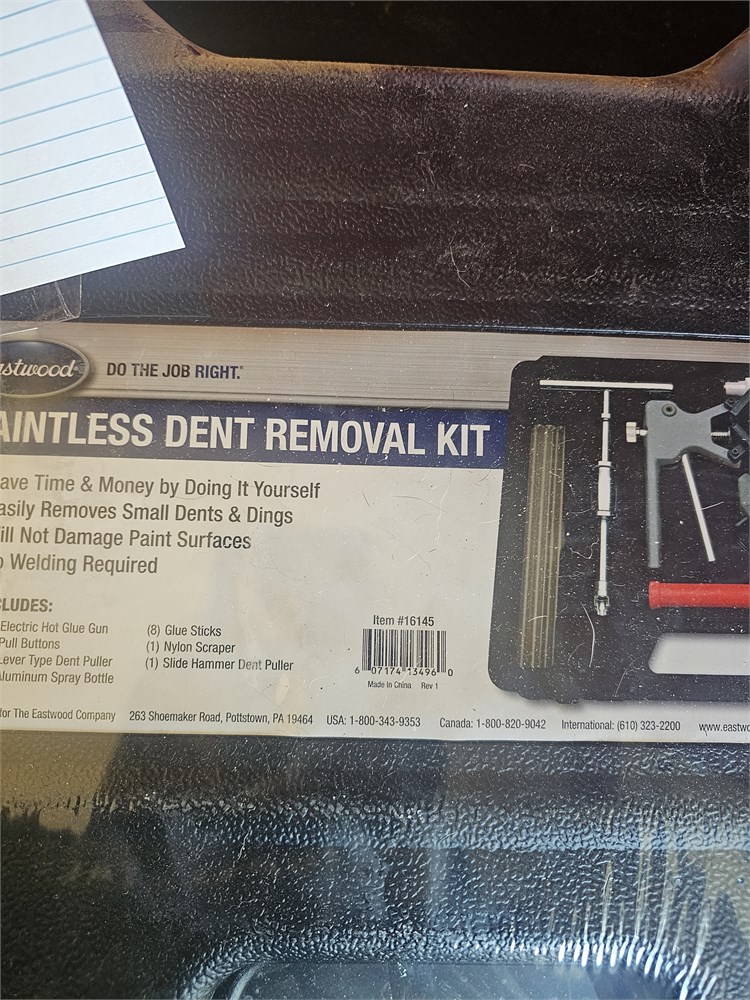 astwood
DO THE JOB RIGHT.
AINTLESS DENT REMOVAL KIT
ave Time & Money by Doing It Yourself
asily Removes Small Dents & Dings
ill Not Damage Paint Surfaces
o Welding Required
CLUDES:
Electric Hot Glue Gun
Pull Buttons
Lever Type Dent Puller
Aluminum Spray Bottle
(8) Glue Sticks
(1) Nylon Scraper
(1) Slide Hammer Dent Puller
Item #16145
6 07174 13496 0
Made in China Rev 1
for The Eastwood Company 263 Shoemaker Road, Pottstown, PA 19464 USA: 1-800-343-9353 Canada: 1-800-820-9042 International: (610) 323-2200 www.eastwo